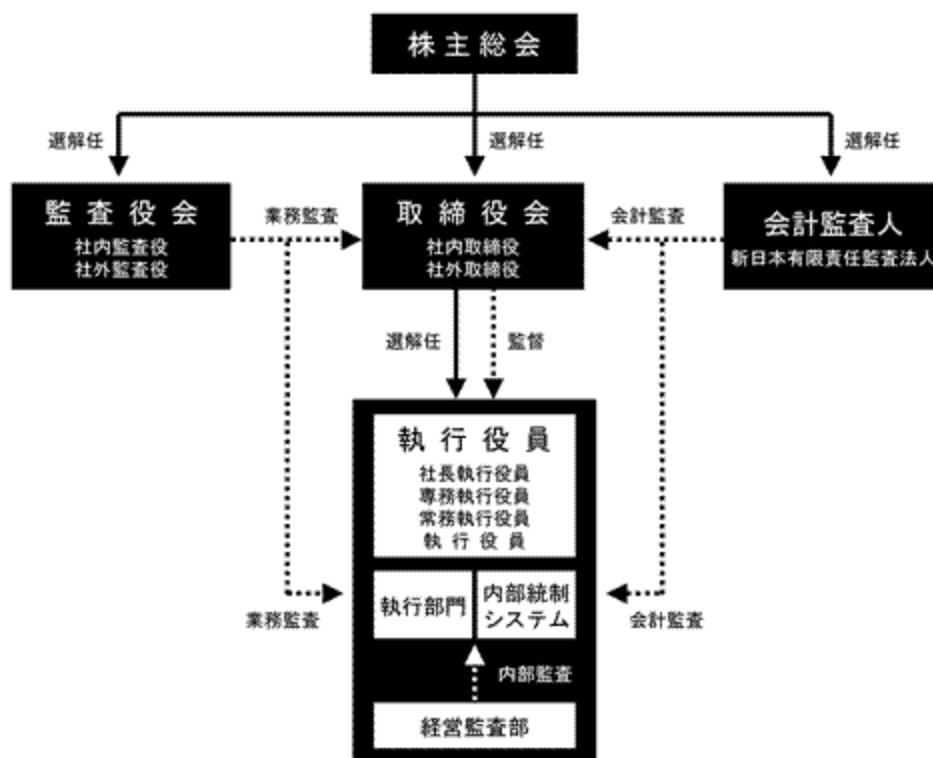 株主総会
選解任
選解任
選解任
監査役会
社内監査役
社外監査役
業務監査
取締役会
社内取締役
社外取締役
会計監査
会計監査人
新日本有限責任監査法人
選解任
監督
執行役員
社長執行役員
専務執行役員
常務執行役員
執行役員
業務監査
執行部門
内部統制
システム
会計監査
内部監査
経営監査部